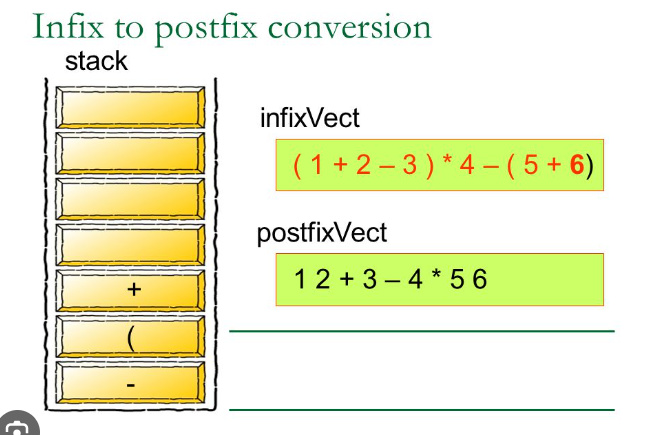 Infix to postfix conversion
stack
infixVect
( 1 + 2 – 3 ) * 4 – ( 5 + 6)
postfixVect
1 2 + 3 – 4 * 5 6
+
(
-